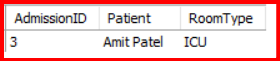 AdmissionID Patient RoomType
3 Amit Patel ICU